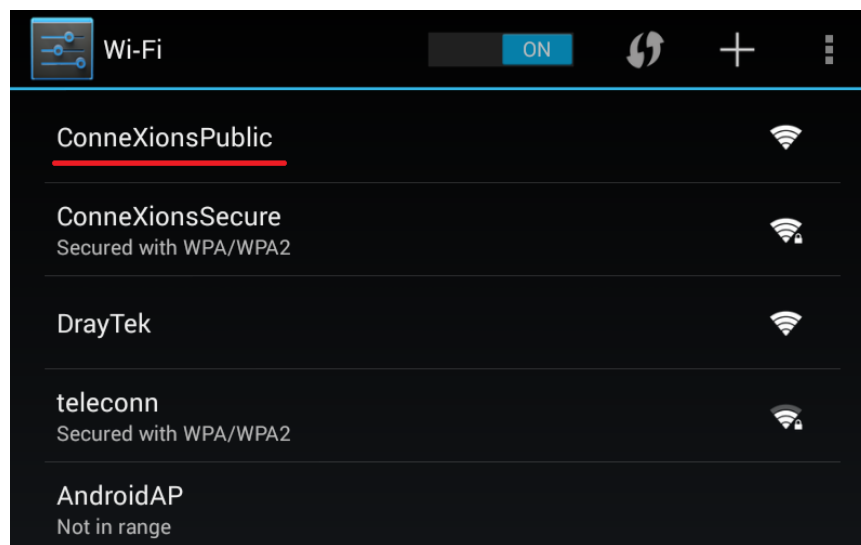 Wi-Fi ON
ConneXionsPublic
ConneXionsSecure
Secured with WPA/WPA2
DrayTek
teleconn
Secured with WPA/WPA2
AndroidAP
Not in range